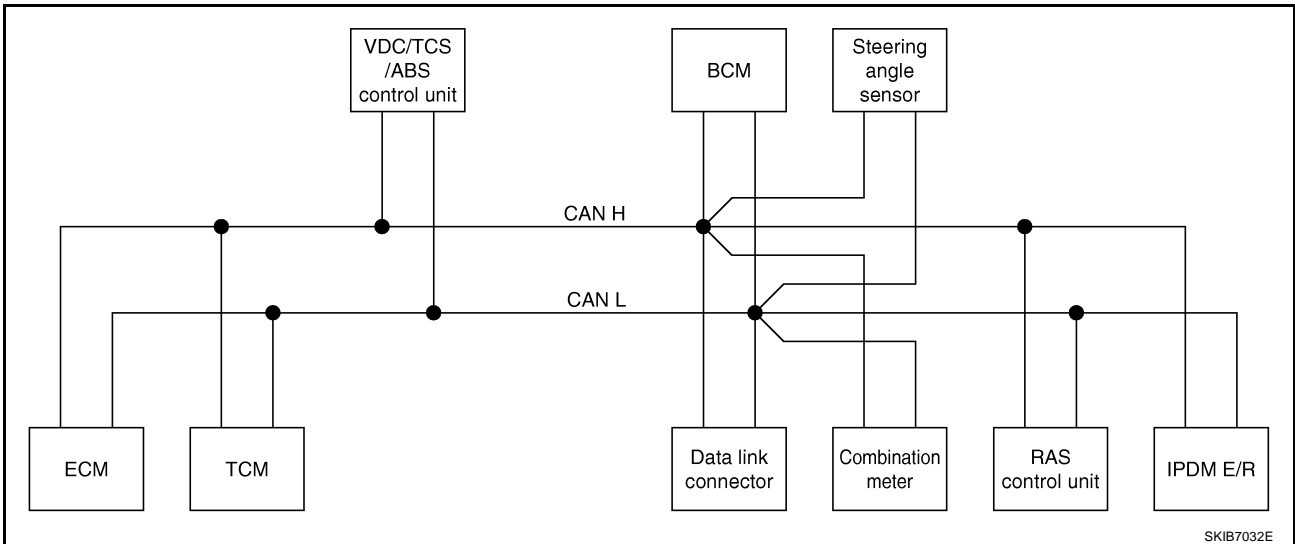 VDC/TCS
/ABS
control unit
BCM
Steering
angle
sensor
CAN H
CAN L
ECM
TCM
Data link
connector
Combination
meter
RAS
control unit
IPDM E/R
SKIB7032E